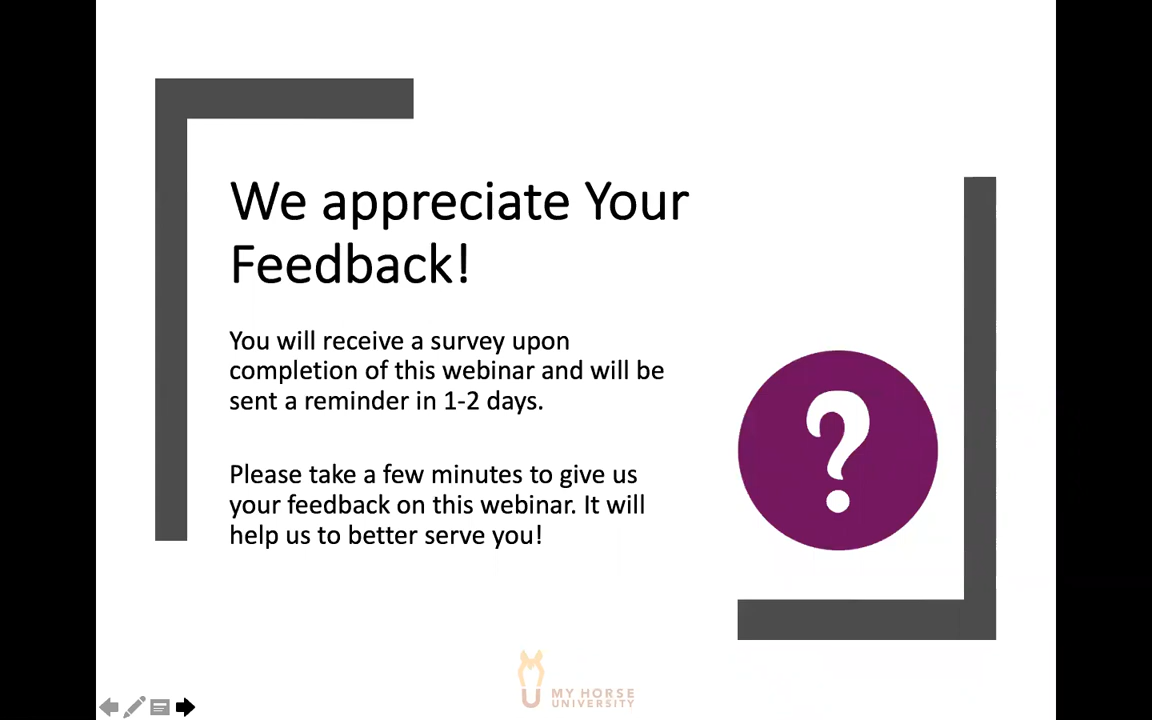 We appreciate Your
Feedback!
You will receive a survey upon
completion of this webinar and will be
sent a reminder in 1-2 days.
Please take a few minutes to give us
your feedback on this webinar. It will
help us to better serve you!
?
MY HORSE
UNIVERSITY